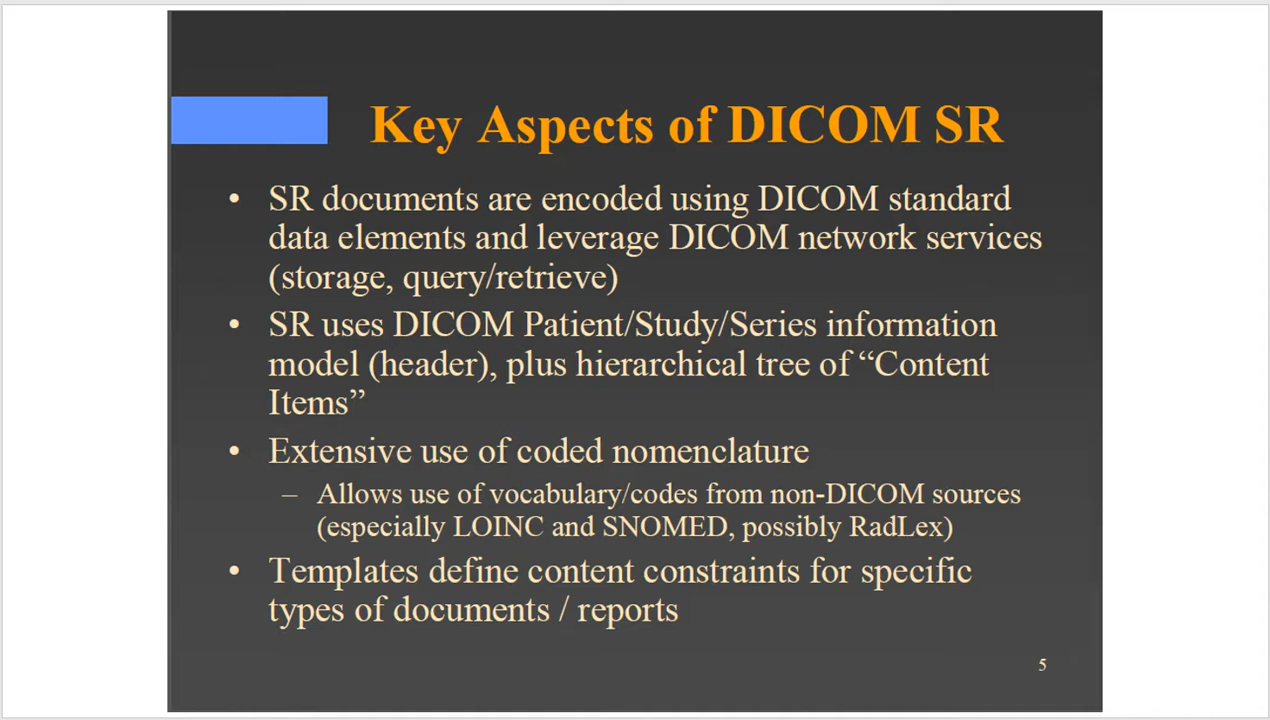 Key Aspects of DICOM SR
• SR documents are encoded using DICOM standard
data elements and leverage DICOM network services
(storage, query/retrieve)
• SR uses DICOM Patient/Study/Series information
model (header), plus hierarchical tree of “Content
Items”
• Extensive use of coded nomenclature
– Allows use of vocabulary/codes from non-DICOM sources
(especially LOINC and SNOMED, possibly RadLex)
• Templates define content constraints for specific
types of documents / reports
5